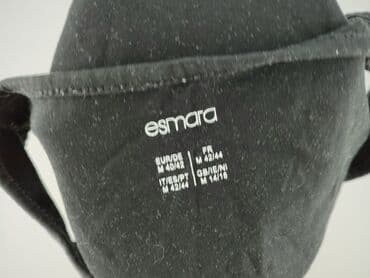 esmara
EUR/DE
M 40/42
FR
M 42/44
IT/ES/PT
M 42/44
GB/IE/NI
M 14/16